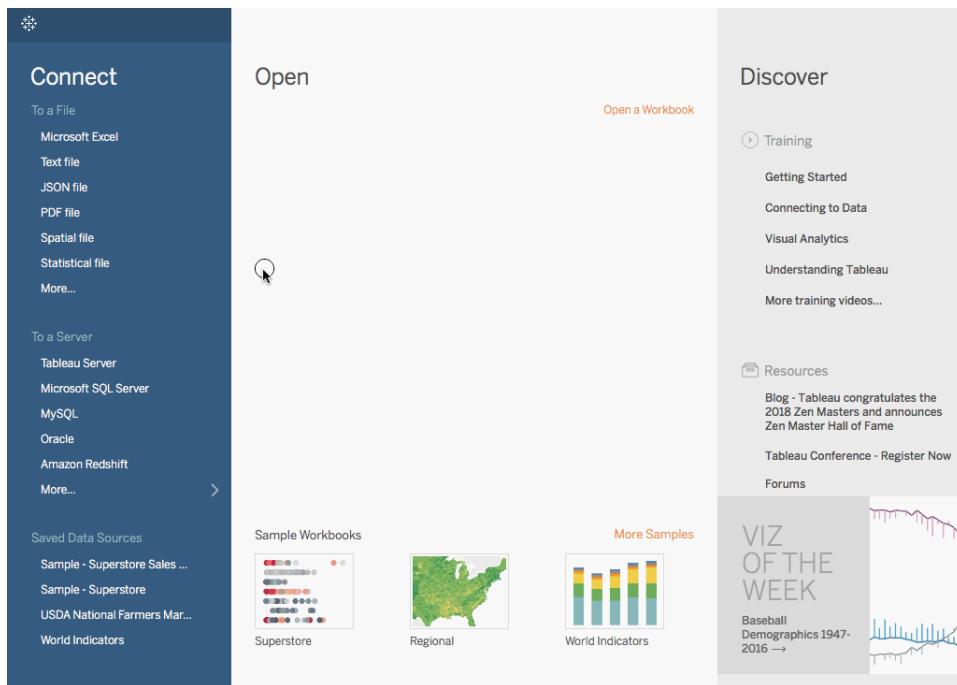 Connect
To a File
Microsoft Excel
Text file
JSON file
PDF file
Spatial file
Statistical file
More...
To a Server
Tableau Server
Microsoft SQL Server
MySQL
Oracle
Amazon Redshift
More...
Saved Data Sources
Sample - Superstore Sales ...
Sample - Superstore
USDA National Farmers Mar...
World Indicators
Open
Open a Workbook
Sample Workbooks
More Samples
Superstore
Regional
World Indicators
Discover
Training
Getting Started
Connecting to Data
Visual Analytics
Understanding Tableau
More training videos...
Resources
Blog - Tableau congratulates the
2018 Zen Masters and announces
Zen Master Hall of Fame
Tableau Conference - Register Now
Forums
VIZ
OF THE
WEEK
Baseball
Demographics 1947-
2016 →